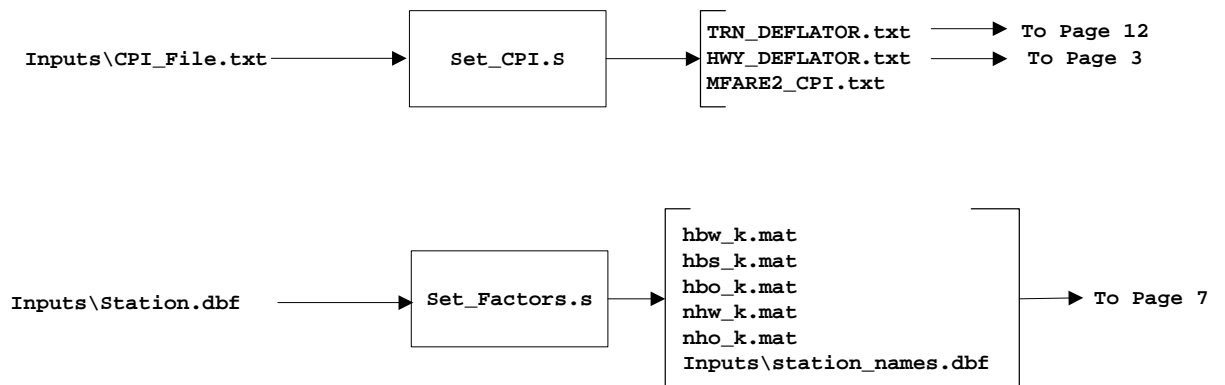 TRN_DEFLATOR.txt To Page 12
Inputs\CPI_File.txt Set_CPI.S HWY_DEFLATOR.txt To Page 3
MFARE2_CPI.txt
hbw_k.mat
hbs_k.mat
hbo_k.mat
Inputs\Station.dbf Set_Factors.s nhw_k.mat To Page 7
nho_k.mat
Inputs\station_names.dbf